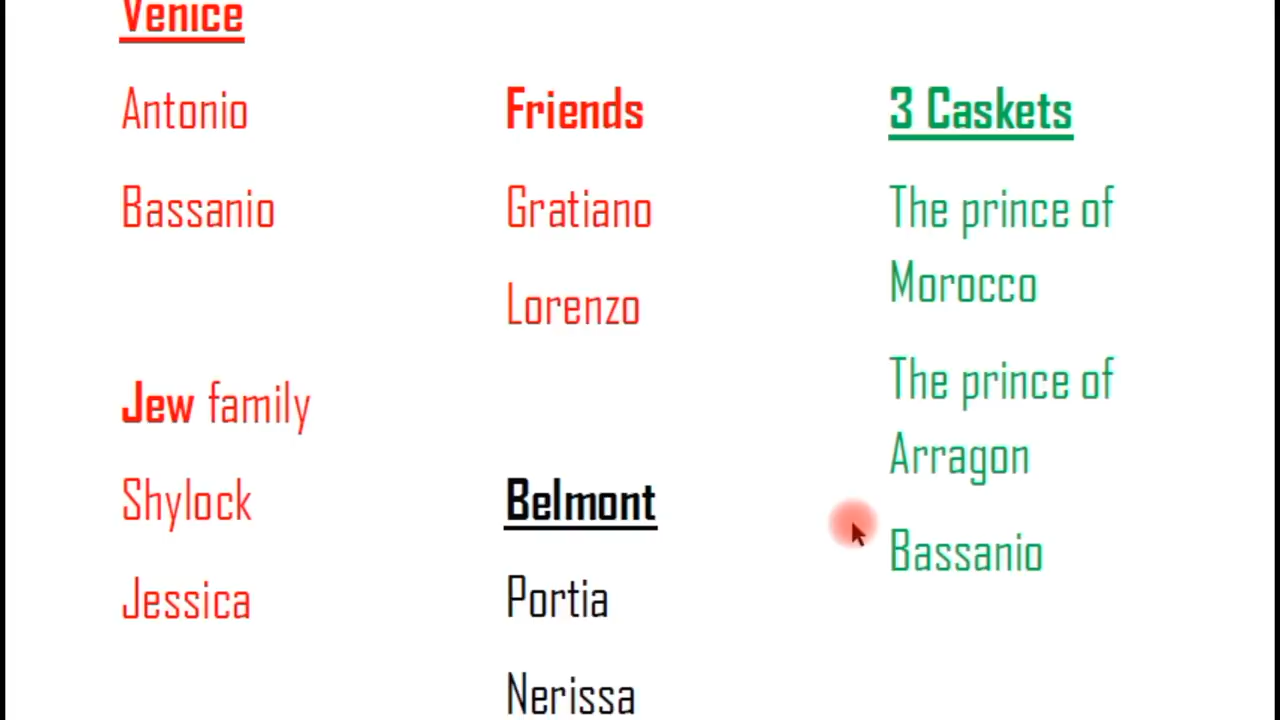 Venice
Antonio
Bassanio
Jew family
Shylock
Jessica
Friends
Gratiano
Lorenzo
Belmont
Portia
Nerissa
3 Caskets
The prince of
Morocco
The prince of
Arragon
Bassanio